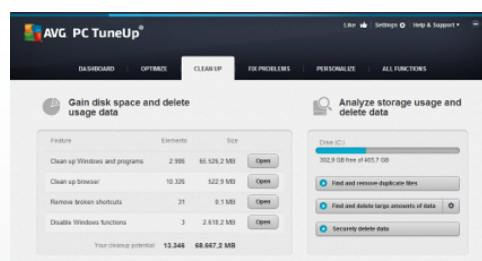 AVG PC TuneUp®
Like Settings Help & Support
DASHBOARD OPTIMIZE CLEAN UP FIX PROBLEMS PERSONALIZE ALL FUNCTIONS
Gain disk space and delete
usage data
Feature Elements Size
Clean up Windows and programs 2.986 65.526,2 MB Open
Clean up browser 10.326 522,9 MB Open
Remove broken shortcuts 31 0,1 MB Open
Disable Windows functions 3 2.618,2 MB Open
Your cleanup potential 13.346 68.667,2 MB
Analyze storage usage and
delete data
Drive (C:)
302,9 GB free of 465,7 GB
Find and remove duplicate files
Find and delete large amounts of data
Securely delete data